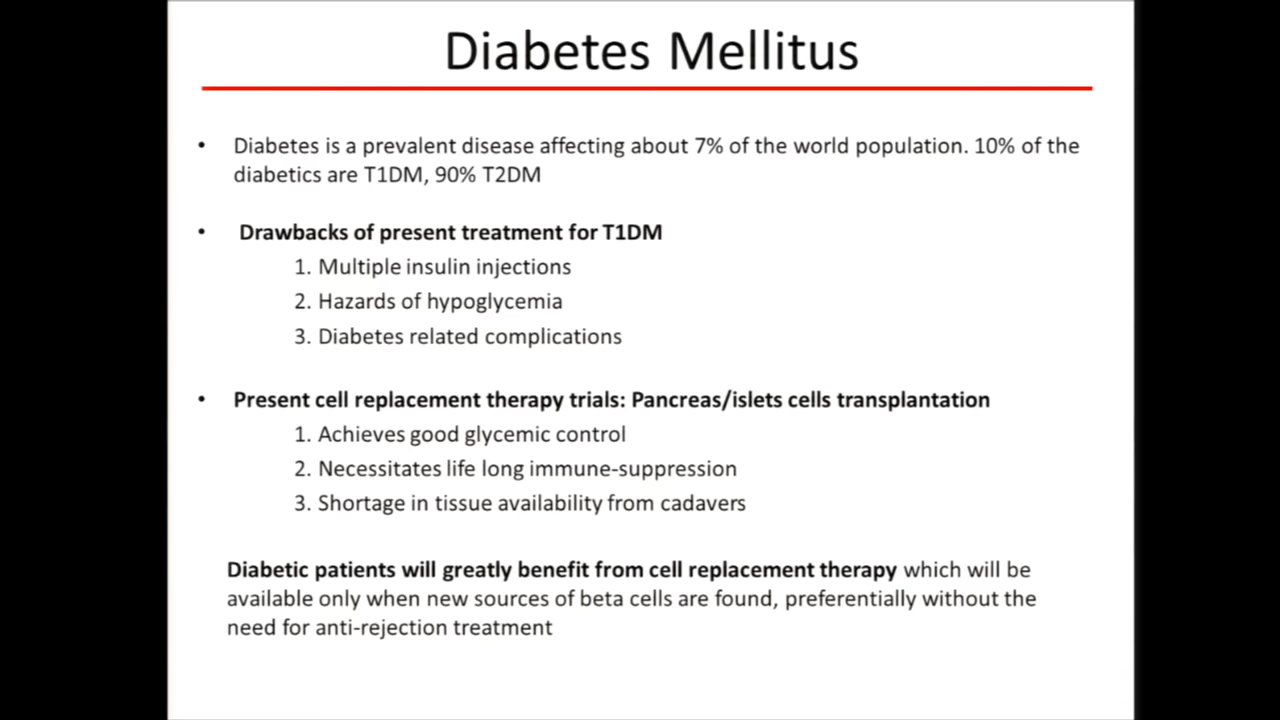 Diabetes Mellitus
• Diabetes is a prevalent disease affecting about 7% of the world population. 10% of the
diabetics are T1DM, 90% T2DM
• Drawbacks of present treatment for T1DM
1. Multiple insulin injections
2. Hazards of hypoglycemia
3. Diabetes related complications
• Present cell replacement therapy trials: Pancreas/islets cells transplantation
1. Achieves good glycemic control
2. Necessitates life long immune-suppression
3. Shortage in tissue availability from cadavers
Diabetic patients will greatly benefit from cell replacement therapy which will be
available only when new sources of beta cells are found, preferentially without the
need for anti-rejection treatment